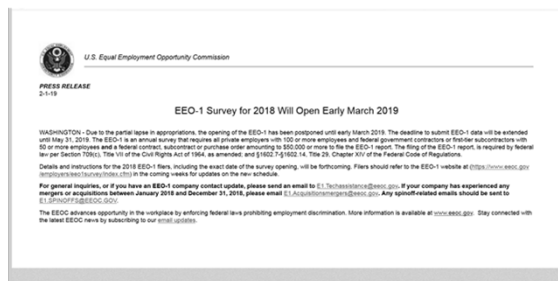 U.S. Equal Employment Opportunity Commission
PRESS RELEASE
2-1-19
EEO-1 Survey for 2018 Will Open Early March 2019
WASHINGTON - Due to the partial lapse in appropriations, the opening of the EEO-1 has been postponed until early March 2019. The deadline to submit EEO-1 data will be extended
until May 31, 2019. The EEO-1 is an annual survey that requires all private employers with 100 or more employees and federal government contractors or first-tier subcontractors with
50 or more employees and a federal contract, subcontract or purchase order amounting to $50,000 or more to file the EEO-1 report. The filing of the EEO-1 report, is required by federal
law per Section 709(c), Title VII of the Civil Rights Act of 1964, as amended; and §1602.7-§1602.14, Title 29, Chapter XIV of the Federal Code of Regulations.
Details and instructions for the 2018 EEO-1 filers, including the exact date of the survey opening, will be forthcoming. Filers should refer to the EEO-1 website at (https://www.eeoc.gov
/employers/eeo1survey/index.cfm) in the coming weeks for updates on the new schedule.
For general inquiries, or if you have an EEO-1 company contact update, please send an email to E1.Techassistance@eeoc.gov. If your company has experienced any
mergers or acquisitions between January 2018 and December 31, 2018, please email E1.Acquisitionsmergers@eeoc.gov. Any spinoff-related emails should be sent to
E1.SPINOFFS@EEOC.GOV.
The EEOC advances opportunity in the workplace by enforcing federal laws prohibiting employment discrimination. More information is available at www.eeoc.gov. Stay connected with
the latest EEOC news by subscribing to our email updates.